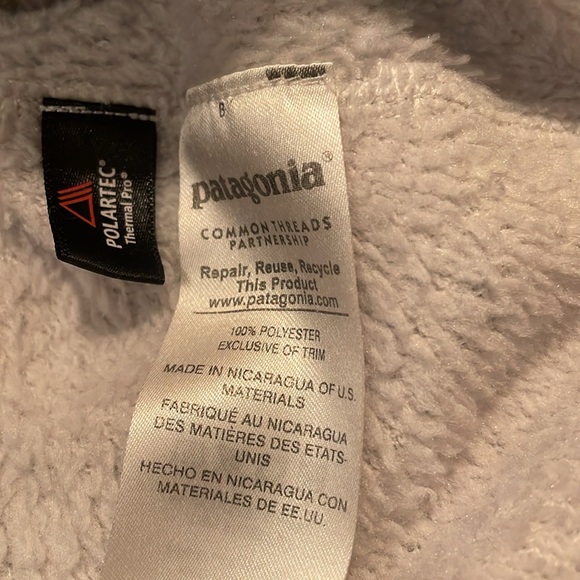 POLARTEC®
Thermal Pro®
B
patagonia®
COMMON THREADS
PARTNERSHIP
Repair, Reuse, Recycle
This Product
www.patagonia.com
100% POLYESTER
EXCLUSIVE OF TRIM
MADE IN NICARAGUA OF U.S.
MATERIALS
FABRIQUÉ AU NICARAGUA
DES MATIÈRES DES ETATS-
UNIS
HECHO EN NICARAGUA CON
MATERIALES DE EE.UU.